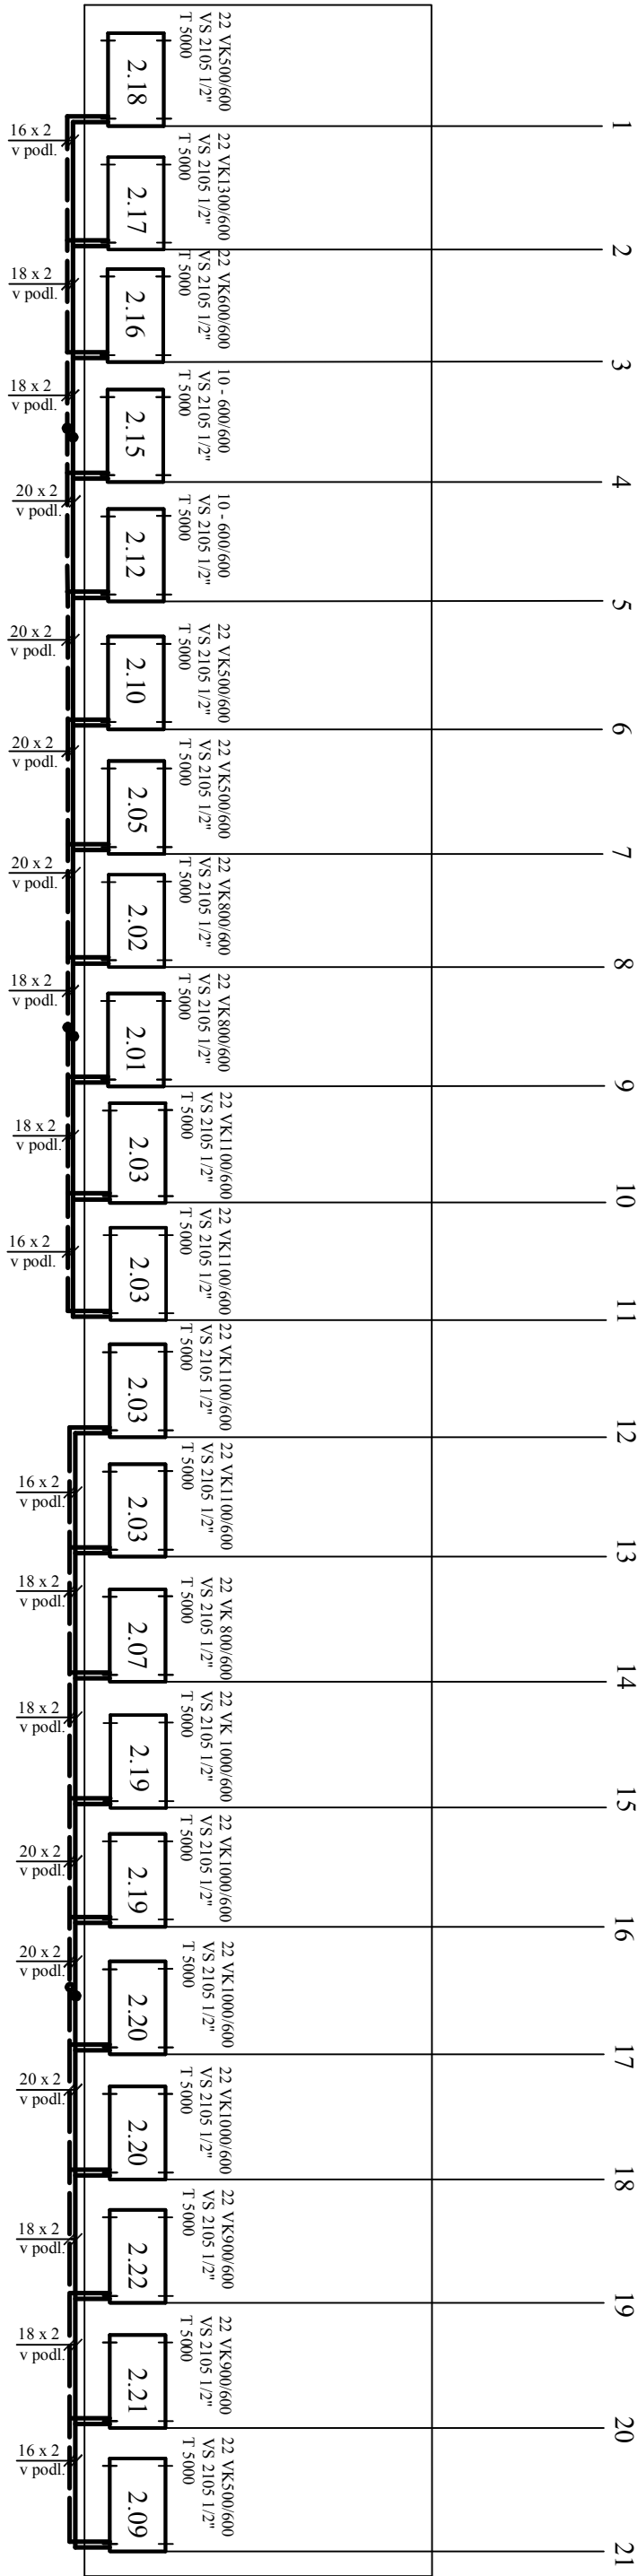 1
22 VK500/600
VS 2105 1/2"
T 5000
2.18
16 x 2
v podl.
2
22 VK1300/600
VS 2105 1/2"
T 5000
2.17
18 x 2
v podl.
3
22 VK600/600
VS 2105 1/2"
T 5000
2.16
18 x 2
v podl.
4
10 - 600/600
VS 2105 1/2"
T 5000
2.15
20 x 2
v podl.
5
10 - 600/600
VS 2105 1/2"
T 5000
2.12
20 x 2
v podl.
6
22 VK500/600
VS 2105 1/2"
T 5000
2.10
20 x 2
v podl.
7
22 VK500/600
VS 2105 1/2"
T 5000
2.05
20 x 2
v podl.
8
22 VK800/600
VS 2105 1/2"
T 5000
2.02
18 x 2
v podl.
9
22 VK800/600
VS 2105 1/2"
T 5000
2.01
18 x 2
v podl.
10
22 VK1100/600
VS 2105 1/2"
T 5000
2.03
16 x 2
v podl.
11
22 VK1100/600
VS 2105 1/2"
T 5000
2.03
12
22 VK1100/600
VS 2105 1/2"
T 5000
2.03
16 x 2
v podl.
13
22 VK1100/600
VS 2105 1/2"
T 5000
2.03
18 x 2
v podl.
14
22 VK 800/600
VS 2105 1/2"
T 5000
2.07
18 x 2
v podl.
15
22 VK 1000/600
VS 2105 1/2"
T 5000
2.19
20 x 2
v podl.
16
22 VK1000/600
VS 2105 1/2"
T 5000
2.19
20 x 2
v podl.
17
22 VK1000/600
VS 2105 1/2"
T 5000
2.20
20 x 2
v podl.
18
22 VK1000/600
VS 2105 1/2"
T 5000
2.20
18 x 2
v podl.
19
22 VK900/600
VS 2105 1/2"
T 5000
2.22
18 x 2
v podl.
20
22 VK900/600
VS 2105 1/2"
T 5000
2.21
16 x 2
v podl.
21
22 VK500/600
VS 2105 1/2"
T 5000
2.09